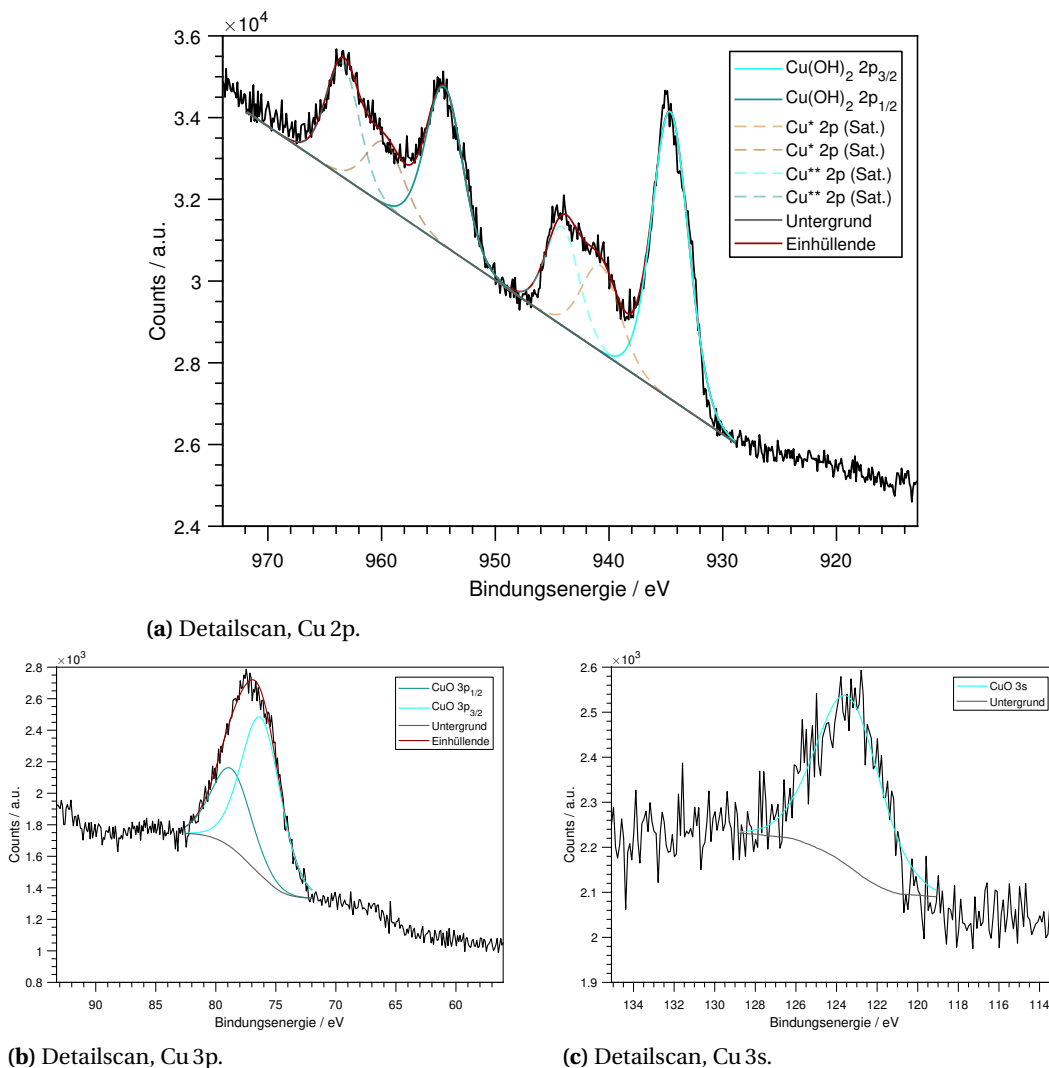 ×10⁴
3.6
3.4
3.2
3.0
2.8
2.6
2.4
Counts / a.u.
Cu(OH)₂ 2p₃/₂
Cu(OH)₂ 2p₁/₂
Cu* 2p (Sat.)
Cu* 2p (Sat.)
Cu** 2p (Sat.)
Cu** 2p (Sat.)
Untergrund
Einhüllende
970 960 950 940 930 920
Bindungsenergie / eV
(a) Detailscan, Cu 2p.
×10³
2.8
2.6
2.4
2.2
2
1.8
1.6
1.4
1.2
1
0.8
Counts / a.u.
CuO 3p₁/₂
CuO 3p₃/₂
Untergrund
Einhüllende
90 85 80 75 70 65 60
Bindungsenergie / eV
(b) Detailscan, Cu 3p.
×10³
2.6
2.5
2.4
2.3
2.2
2.1
2
1.9
Counts / a.u.
CuO 3s
Untergrund
134 132 130 128 126 124 122 120 118 116 114
Bindungsenergie / eV
(c) Detailscan, Cu 3s.